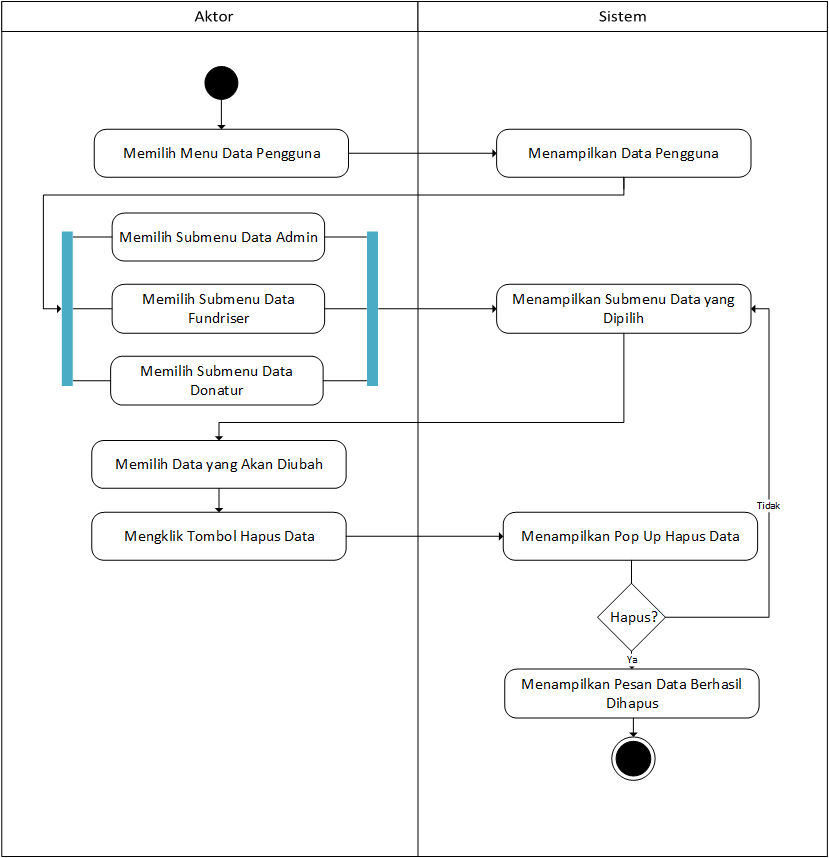 Aktor
Sistem
Memilih Menu Data Pengguna
Menampilkan Data Pengguna
Memilih Submenu Data Admin
Memilih Submenu Data
Fundriser
Menampilkan Submenu Data yang
Dipilih
Memilih Submenu Data
Donatur
Memilih Data yang Akan Diubah
Tidak
Mengklik Tombol Hapus Data
Menampilkan Pop Up Hapus Data
Hapus?
Ya
Menampilkan Pesan Data Berhasil
Dihapus